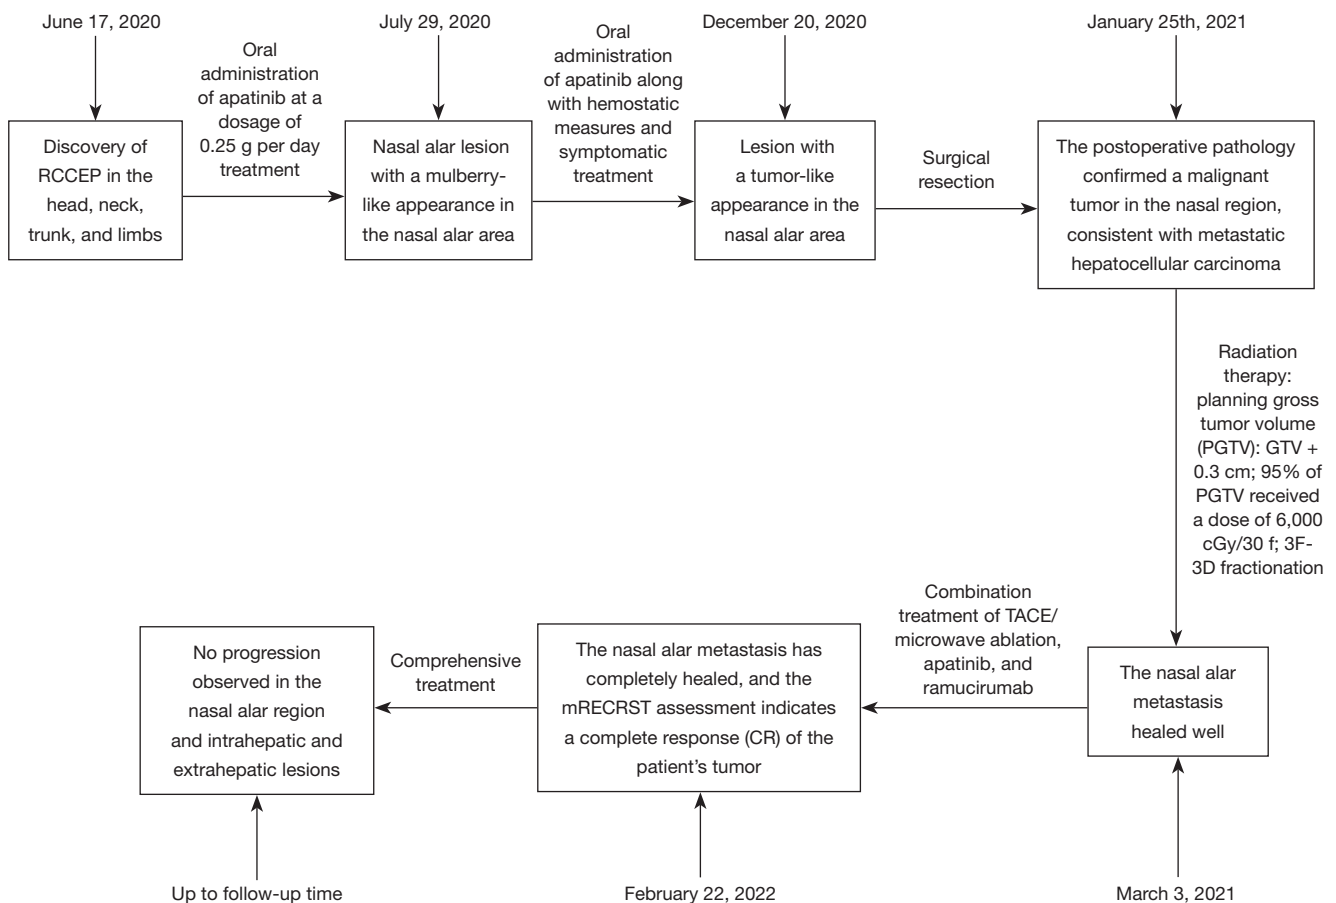 June 17, 2020
Discovery of
RCCEP in the
head, neck,
trunk, and limbs
Oral
administration
of apatinib at a
dosage of
0.25 g per day
treatment
July 29, 2020
Nasal alar lesion
with a mulberry-
like appearance in
the nasal alar area
Oral
administration
of apatinib along
with hemostatic
measures and
symptomatic
treatment
December 20, 2020
Lesion with
a tumor-like
appearance in the
nasal alar area
Surgical
resection
January 25th, 2021
The postoperative pathology
confirmed a malignant
tumor in the nasal region,
consistent with metastatic
hepatocellular carcinoma
Radiation
therapy:
planning gross
tumor volume
(PGTV): GTV +
0.3 cm; 95% of
PGTV received
a dose of 6,000
cGy/30 f; 3F-
3D fractionation
The nasal alar
metastasis
healed well
March 3, 2021
Combination
treatment of TACE/
microwave ablation,
apatinib, and
ramucirumab
The nasal alar metastasis has
completely healed, and the
mRECRST assessment indicates
a complete response (CR) of the
patient's tumor
February 22, 2022
Comprehensive
treatment
No progression
observed in the
nasal alar region
and intrahepatic and
extrahepatic lesions
Up to follow-up time